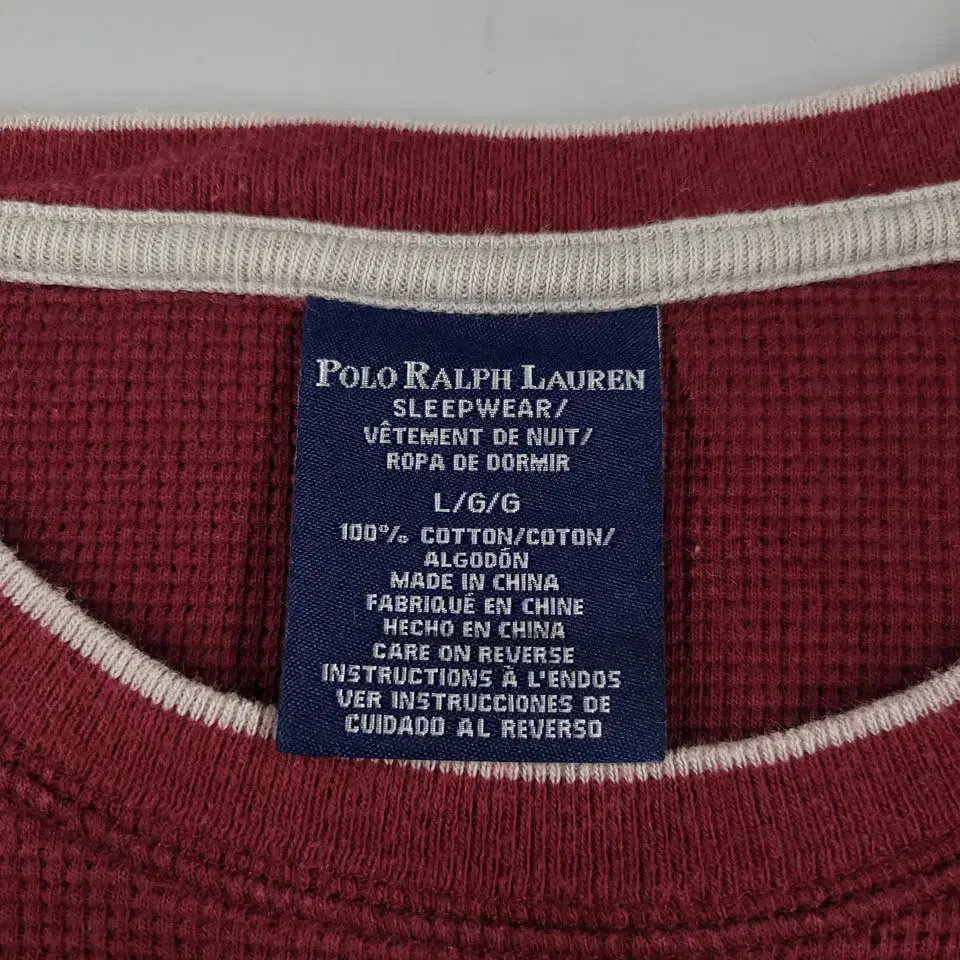 POLO RALPH LAUREN
SLEEPWEAR/
VÊTEMENT DE NUIT/
ROPA DE DORMIR
L/G/G
100% COTTON/COTON/
ALGODÓN
MADE IN CHINA
FABRIQUÉ EN CHINE
HECHO EN CHINA
CARE ON REVERSE
INSTRUCTIONS À L'ENDOS
VER INSTRUCCIONES DE
CUIDADO AL REVERSO